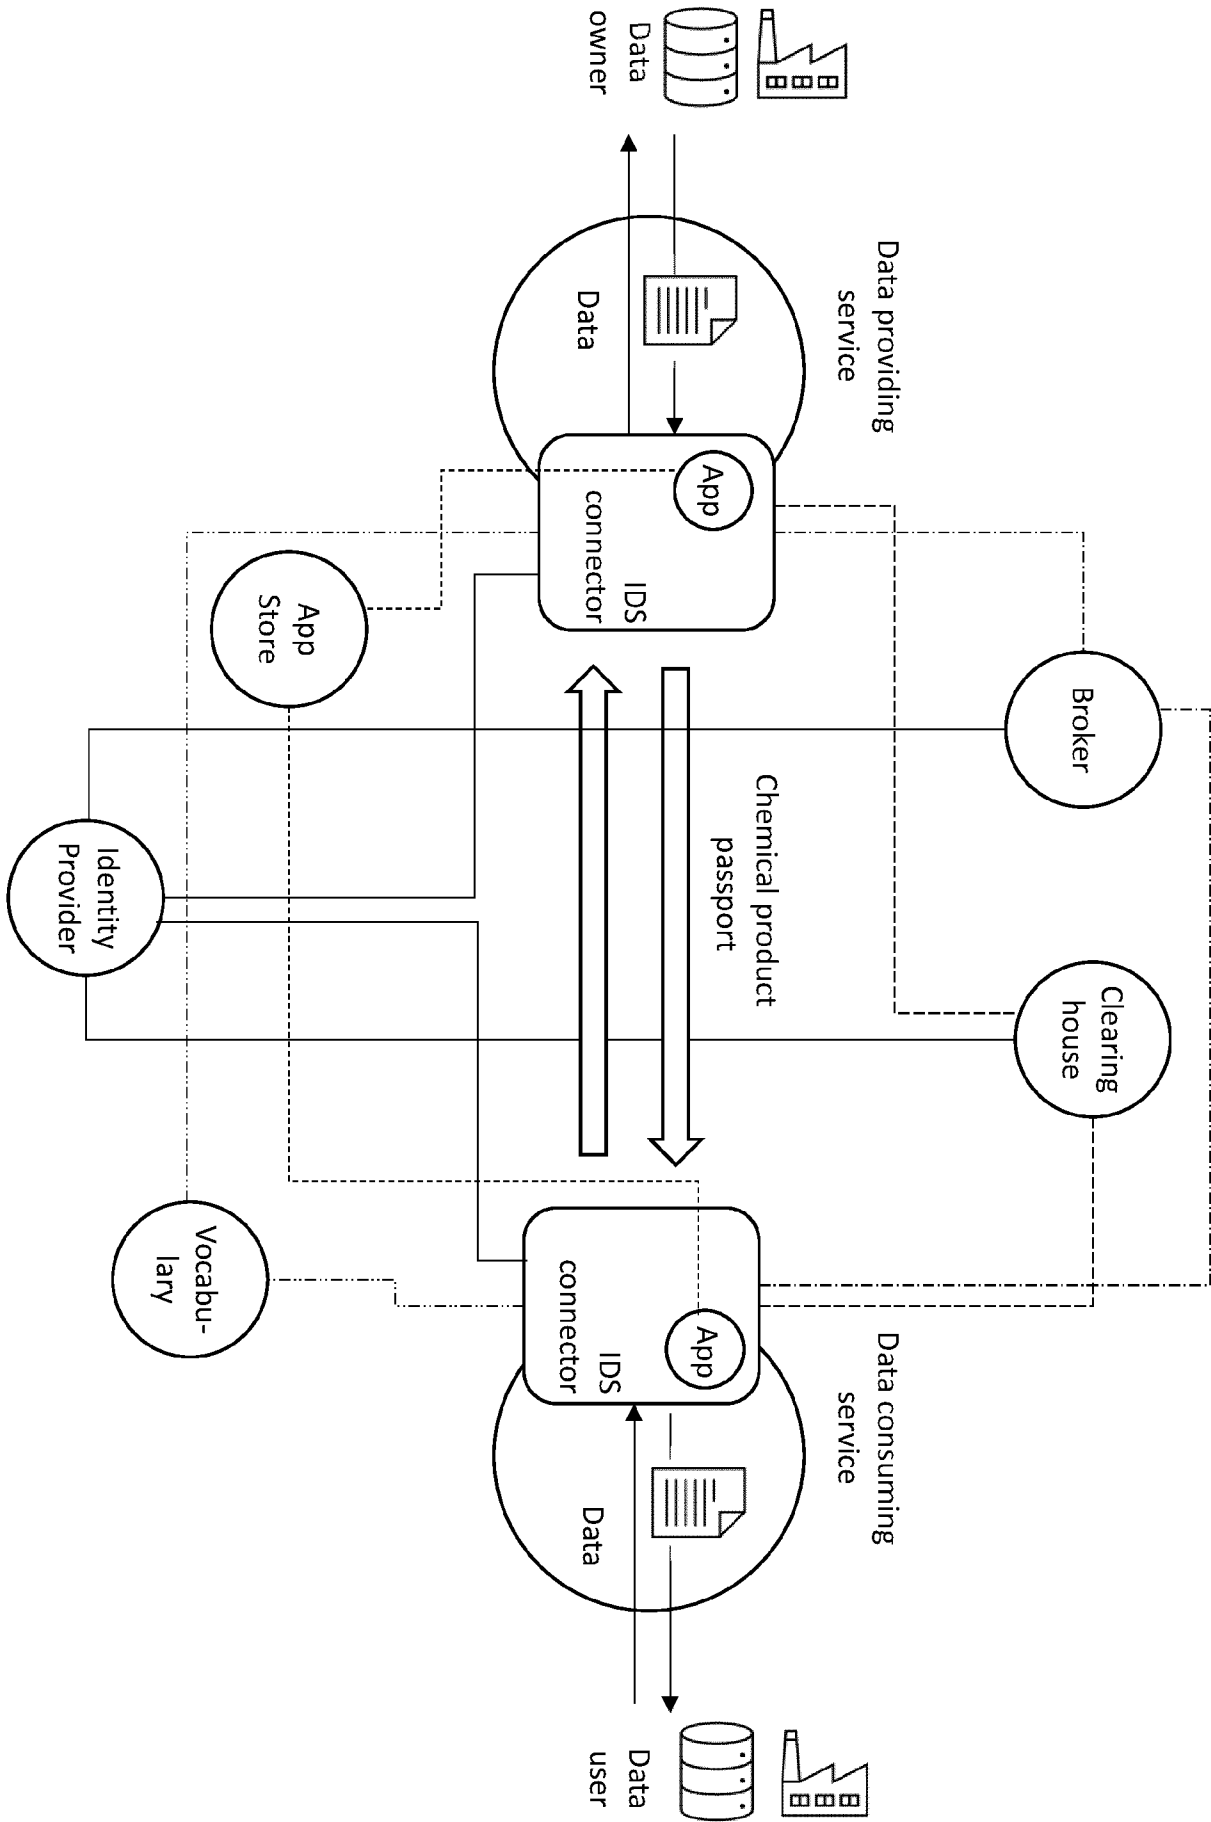 Broker
Clearing
house
Data providing
service
Data consuming
service
Chemical product
passport
Data
owner
Data
App
IDS
connector
App
IDS
connector
Data
Data
user
App
Store
Vocabu-
lary
Identity
Provider